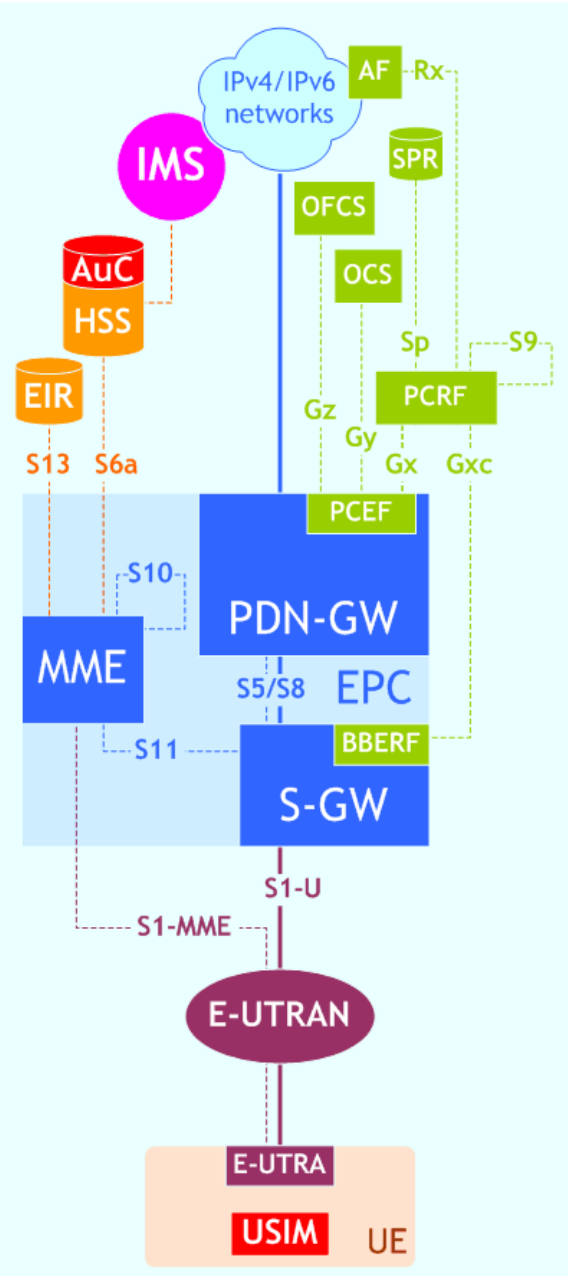 AF
Rx
IPv4/IPv6
networks
IMS
SPR
OFCS
AuC
OCS
HSS
Sp
S9
EIR
PCRF
Gz
Gy
S13
S6a
Gx
Gxc
PCEF
S10
PDN-GW
MME
S5/S8
EPC
BBERF
S11
S-GW
S1-U
S1-MME
E-UTRAN
E-UTRA
USIM
UE